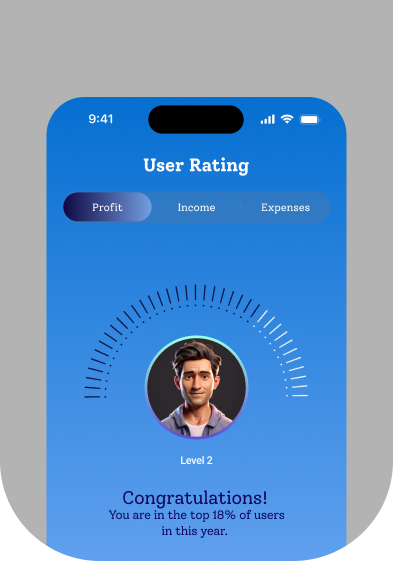 9:41
User Rating
Profit Income Expenses
Level 2
Congratulations!
You are in the top 18% of users
in this year.